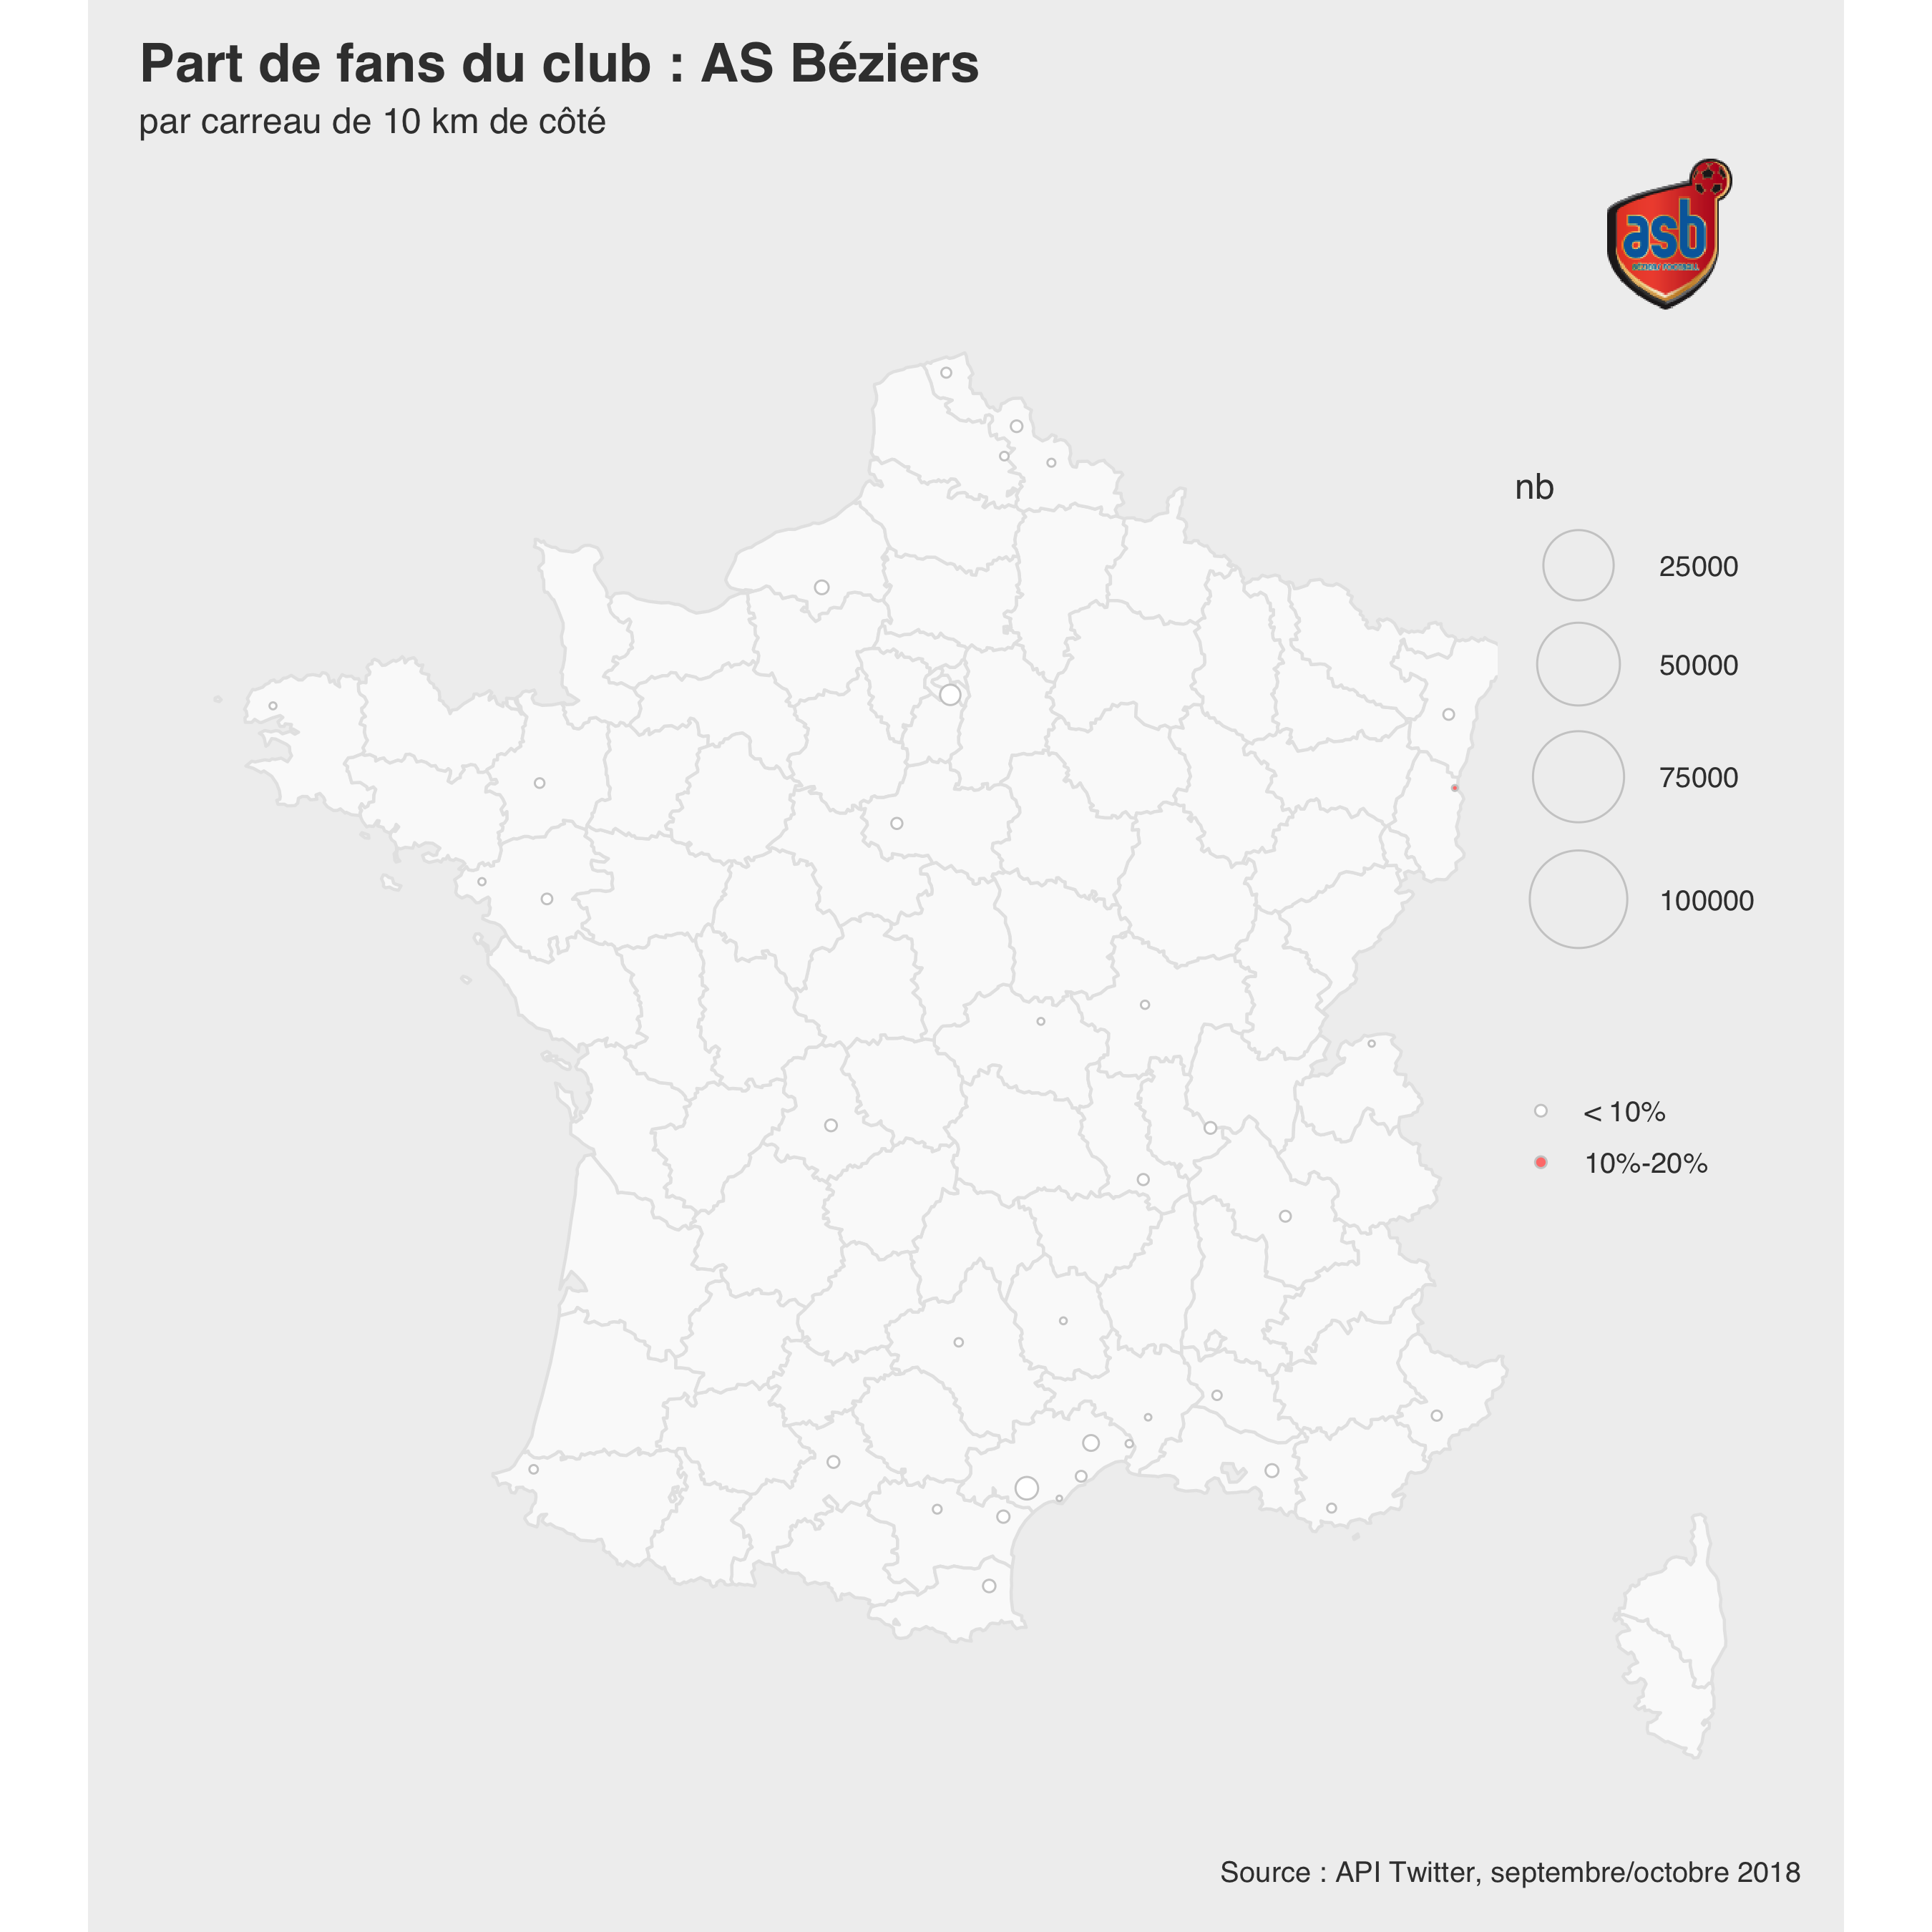 Part de fans du club : AS Béziers
par carreau de 10 km de côté
asb
nb
25000
50000
75000
100000
< 10%
10%-20%
Source : API Twitter, septembre/octobre 2018